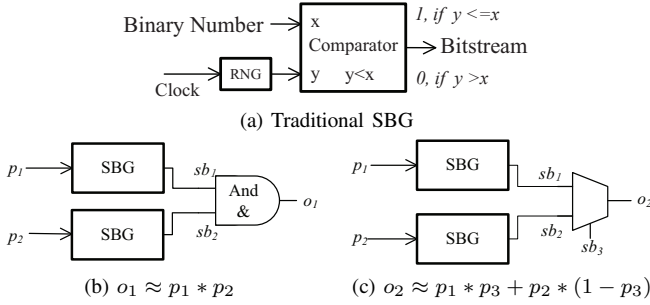 Binary Number
x
1, if y <=x
Comparator
Bitstream
RNG
y y<x
0, if y >x
Clock
(a) Traditional SBG
p1 SBG sb1
And
&
o1
p2 SBG sb2
(b) o1 ≈ p1 * p2
p1 SBG sb1
o2
p2 SBG sb2
sb3
(c) o2 ≈ p1 * p3 + p2 * (1 − p3)